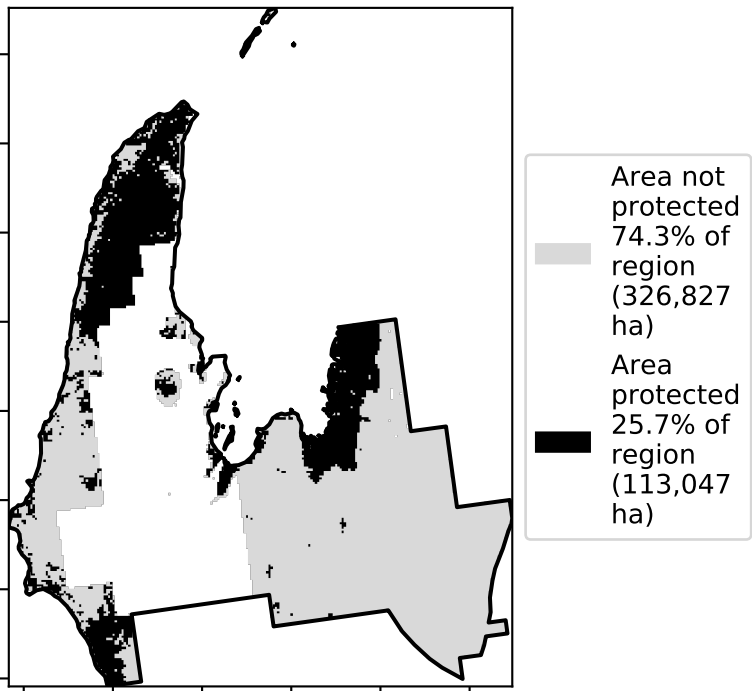 Area not
protected
74.3% of
region
(326,827
ha)
Area
protected
25.7% of
region
(113,047
ha)